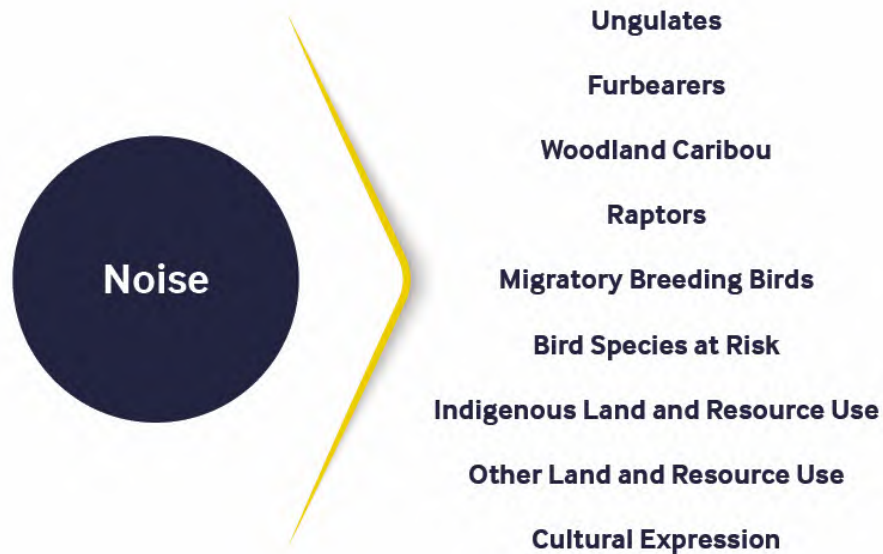 Ungulates
Furbearers
Woodland Caribou
Raptors
Noise
Migratory Breeding Birds
Bird Species at Risk
Indigenous Land and Resource Use
Other Land and Resource Use
Cultural Expression